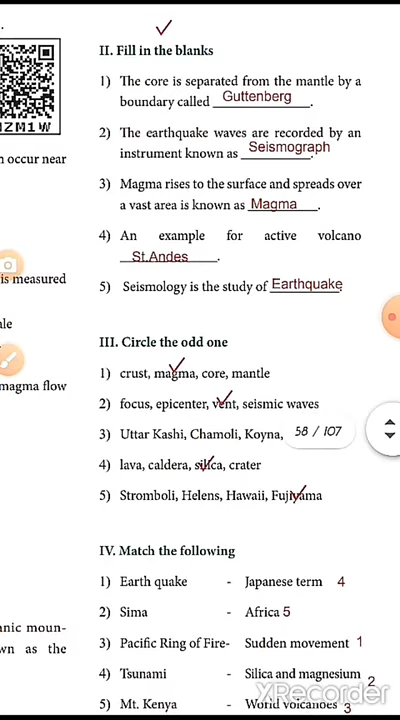 II. Fill in the blanks
1) The core is separated from the mantle by a
boundary called Guttenberg.
2) The earthquake waves are recorded by an
instrument known as Seismograph.
3) Magma rises to the surface and spreads over
a vast area is known as Magma.
4) An example for active volcano
St.Andes.
5) Seismology is the study of Earthquake.
III. Circle the odd one
1) crust, magma, core, mantle
2) focus, epicenter, vent, seismic waves
3) Uttar Kashi, Chamoli, Koyna,
58 / 107
4) lava, caldera, silica, crater
5) Stromboli, Helens, Hawaii, Fujiyama
IV. Match the following
1) Earth quake - Japanese term 4
2) Sima - Africa 5
3) Pacific Ring of Fire- Sudden movement 1
4) Tsunami - Silica and magnesium 2
5) Mt. Kenya - World volcanoes 3
NZM1W
occur near
is measured
magma flow
wn as the
XRecorder